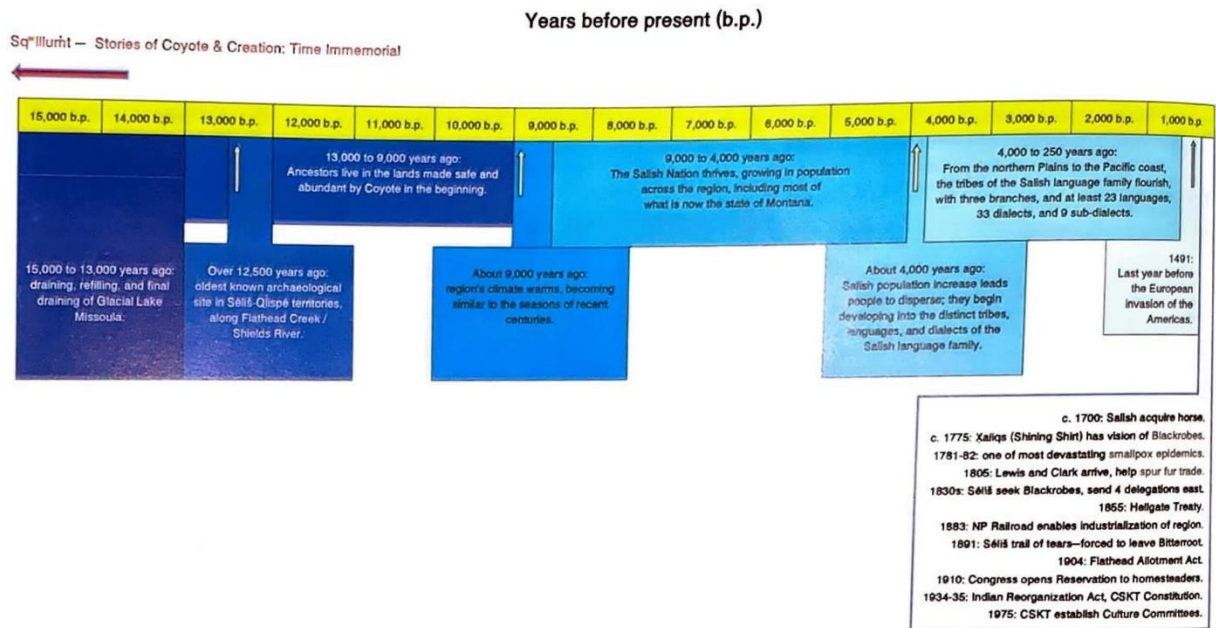 Years before present (b.p.)
Sqʷllum̓t — Stories of Coyote & Creation: Time Immemorial
15,000 b.p. 14,000 b.p. 13,000 b.p. 12,000 b.p. 11,000 b.p. 10,000 b.p. 9,000 b.p. 8,000 b.p. 7,000 b.p. 6,000 b.p. 5,000 b.p. 4,000 b.p. 3,000 b.p. 2,000 b.p. 1,000 b.p.
13,000 to 9,000 years ago:
Ancestors live in the lands made safe and
abundant by Coyote in the beginning.
9,000 to 4,000 years ago:
The Salish Nation thrives, growing in population
across the region, including most of
what is now the state of Montana.
4,000 to 250 years ago:
From the northern Plains to the Pacific coast,
the tribes of the Salish language family flourish,
with three branches, and at least 23 languages,
33 dialects, and 9 sub-dialects.
15,000 to 13,000 years ago:
draining, refilling, and final
draining of Glacial Lake
Missoula.
Over 12,500 years ago:
oldest known archaeological
site in Séliš-Qlispé territories,
along Flathead Creek /
Shields River.
About 9,000 years ago:
region's climate warms, becoming
similar to the seasons of recent
centuries.
About 4,000 years ago:
Salish population increase leads
people to disperse; they begin
developing into the distinct tribes,
languages, and dialects of the
Salish language family.
1491:
Last year before
the European
invasion of the
Americas.
c. 1700: Salish acquire horse.
c. 1775: X̣allqs (Shining Shirt) has vision of Blackrobes.
1781-82: one of most devastating smallpox epidemics.
1805: Lewis and Clark arrive, help spur fur trade.
1830s: Séliš seek Blackrobes, send 4 delegations east.
1855: Hellgate Treaty.
1883: NP Railroad enables industrialization of region.
1891: Séliš trail of tears—forced to leave Bitterroot.
1904: Flathead Allotment Act.
1910: Congress opens Reservation to homesteaders.
1934-35: Indian Reorganization Act, CSKT Constitution.
1975: CSKT establish Culture Committees.